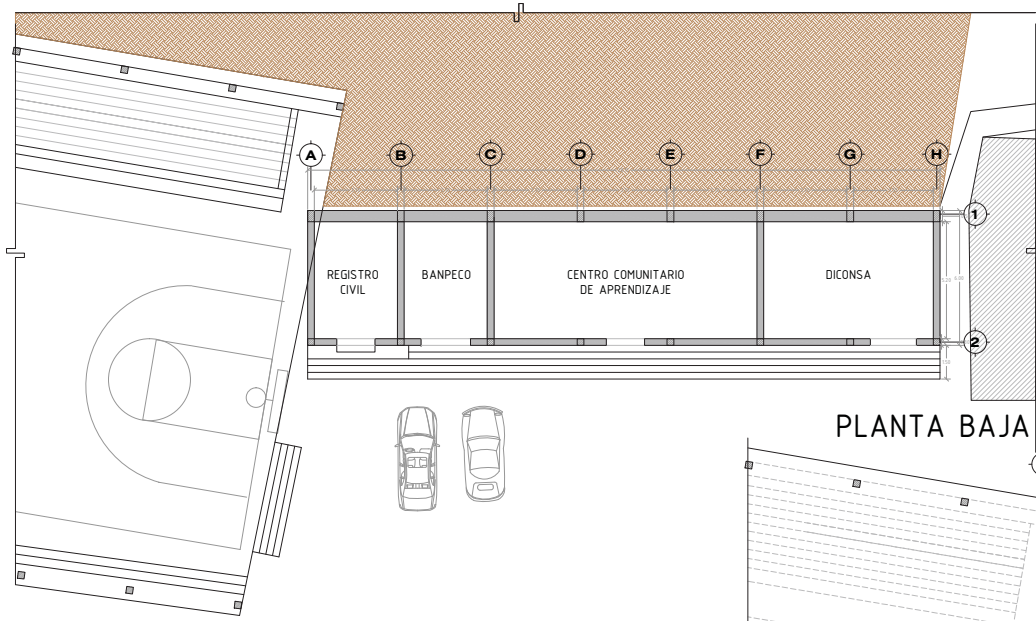 A B C D E F G H
1
REGISTRO
CIVIL
BANPECO
CENTRO COMUNITARIO
DE APRENDIZAJE
DICONSA
2
PLANTA BAJA